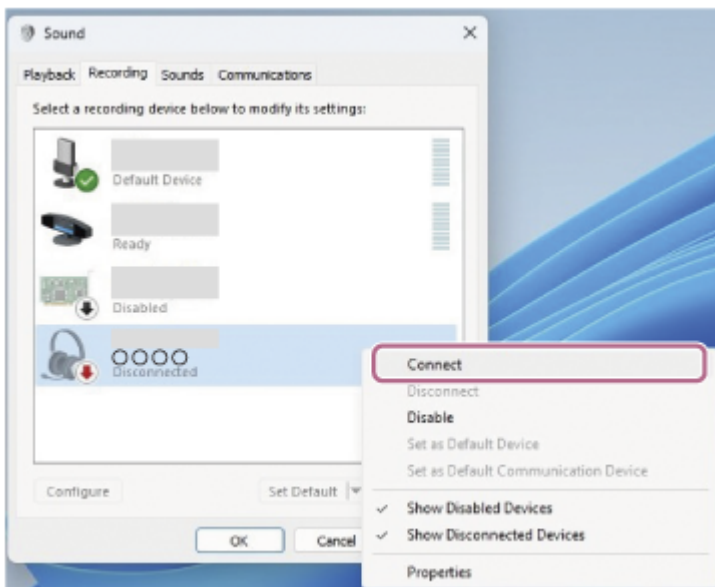 Sound
Playback Recording Sounds Communications
Select a recording device below to modify its settings:
Default Device
Ready
Disabled
○○○○
Disconnected
Configure
Set Default
OK
Cancel
Connect
Disconnect
Disable
Set as Default Device
Set as Default Communication Device
Show Disabled Devices
Show Disconnected Devices
Properties